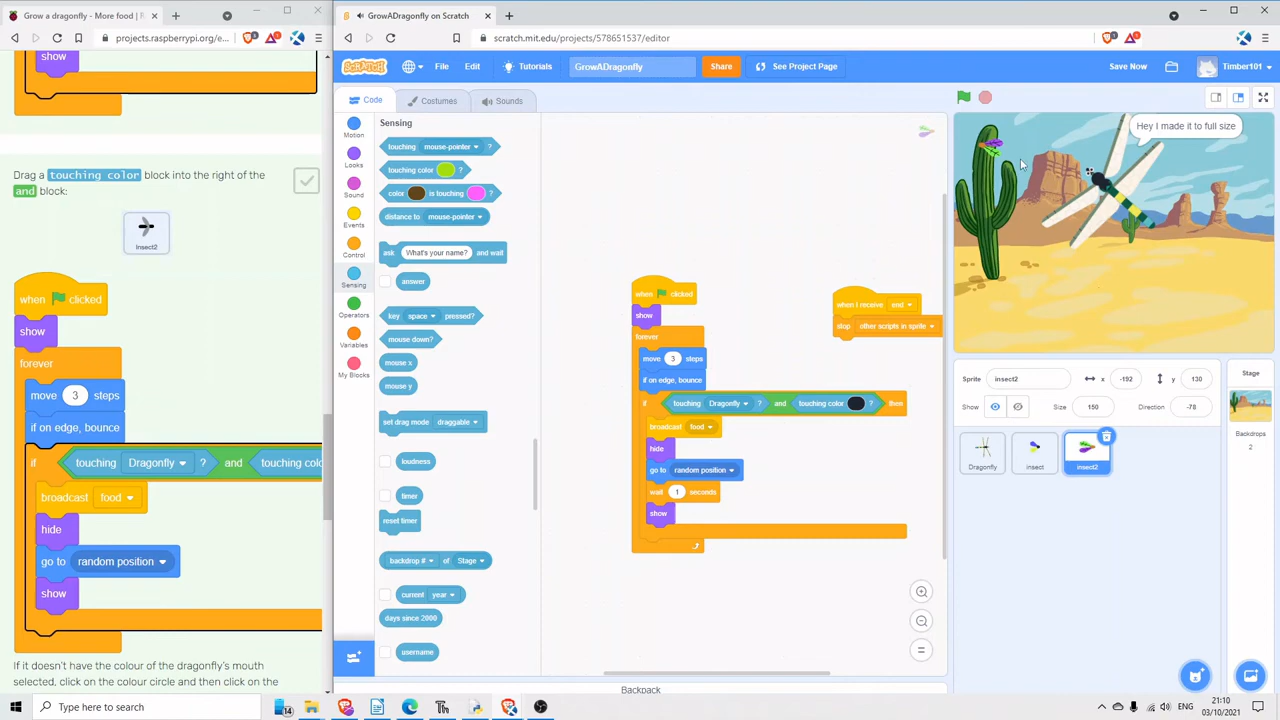 Grow a dragonfly - More food | R
GrowADragonfly on Scratch
projects.raspberrypi.org/e...
scratch.mit.edu/projects/578651537/editor
SCRATCH
File
Edit
Tutorials
GrowADragonfly
Share
See Project Page
Save Now
Timber101
show
Drag a touching color block into the right of the
and block:
Insect2
when clicked
show
forever
move 3 steps
if on edge, bounce
if touching Dragonfly ? and touching colo
broadcast food
hide
go to random position
show
If it doesn't have the colour of the dragonfly's mouth
selected, click on the colour circle and then click on the
Code
Costumes
Sounds
Motion
Looks
Sound
Events
Control
Sensing
Operators
Variables
My Blocks
Sensing
touching mouse-pointer ?
touching color ?
color is touching ?
distance to mouse-pointer
ask What's your name? and wait
answer
key space pressed?
mouse down?
mouse x
mouse y
set drag mode draggable
loudness
timer
reset timer
backdrop # of Stage
current year
days since 2000
username
when clicked
show
forever
move 3 steps
if on edge, bounce
if touching Dragonfly ? and touching color ? then
broadcast food
hide
go to random position
wait 1 seconds
show
when I receive end
stop other scripts in sprite
Backpack
Hey I made it to full size
Sprite insect2 x -192 y 130
Show Size 150 Direction -78
Dragonfly
insect
insect2
Stage
Backdrops
2
Type here to search
14
ENG
21:10
03/10/2021